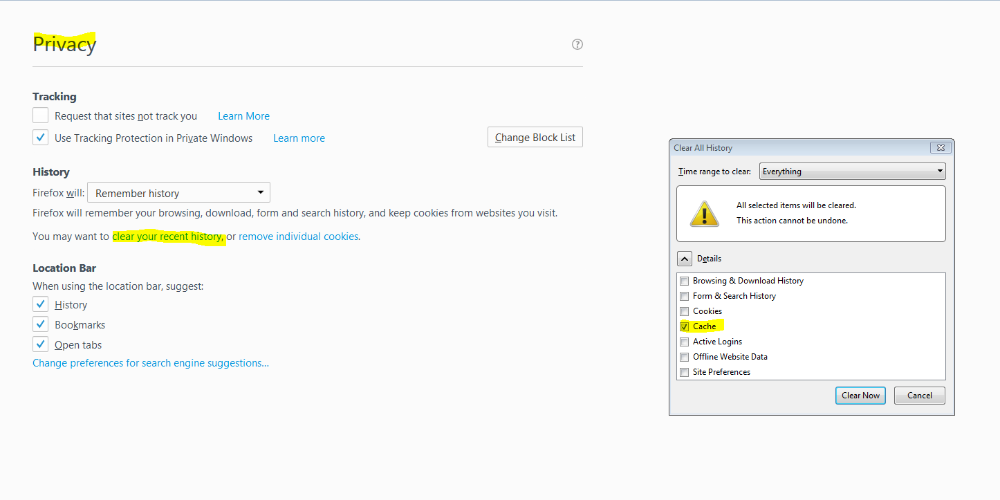 Privacy
?
Tracking
Request that sites not track you Learn More
Use Tracking Protection in Private Windows Learn more Change Block List
History
Firefox will: Remember history
Firefox will remember your browsing, download, form and search history, and keep cookies from websites you visit.
You may want to clear your recent history, or remove individual cookies.
Location Bar
When using the location bar, suggest:
History
Bookmarks
Open tabs
Change preferences for search engine suggestions...
Clear All History
Time range to clear: Everything
All selected items will be cleared.
This action cannot be undone.
Details
Browsing & Download History
Form & Search History
Cookies
Cache
Active Logins
Offline Website Data
Site Preferences
Clear Now Cancel